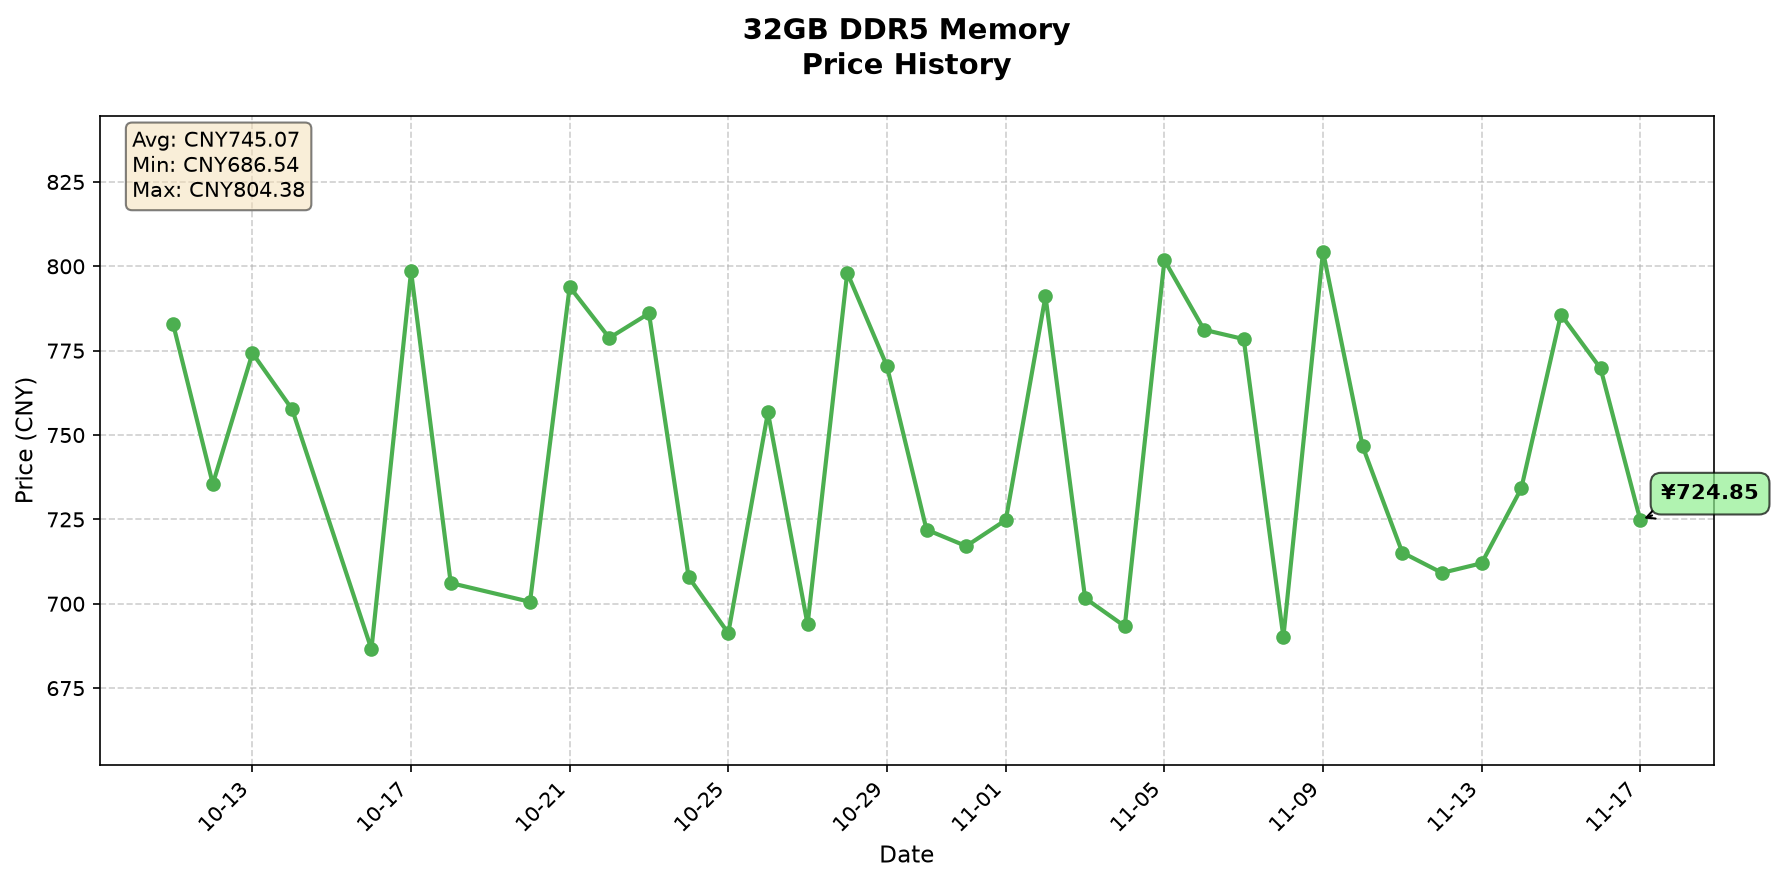 32GB DDR5 Memory
Price History
Avg: CNY745.07
Min: CNY686.54
Max: CNY804.38
825
800
775
750
725
700
675
Price (CNY)
¥724.85
10-13
10-17
10-21
10-25
10-29
11-01
11-05
11-09
11-13
11-17
Date